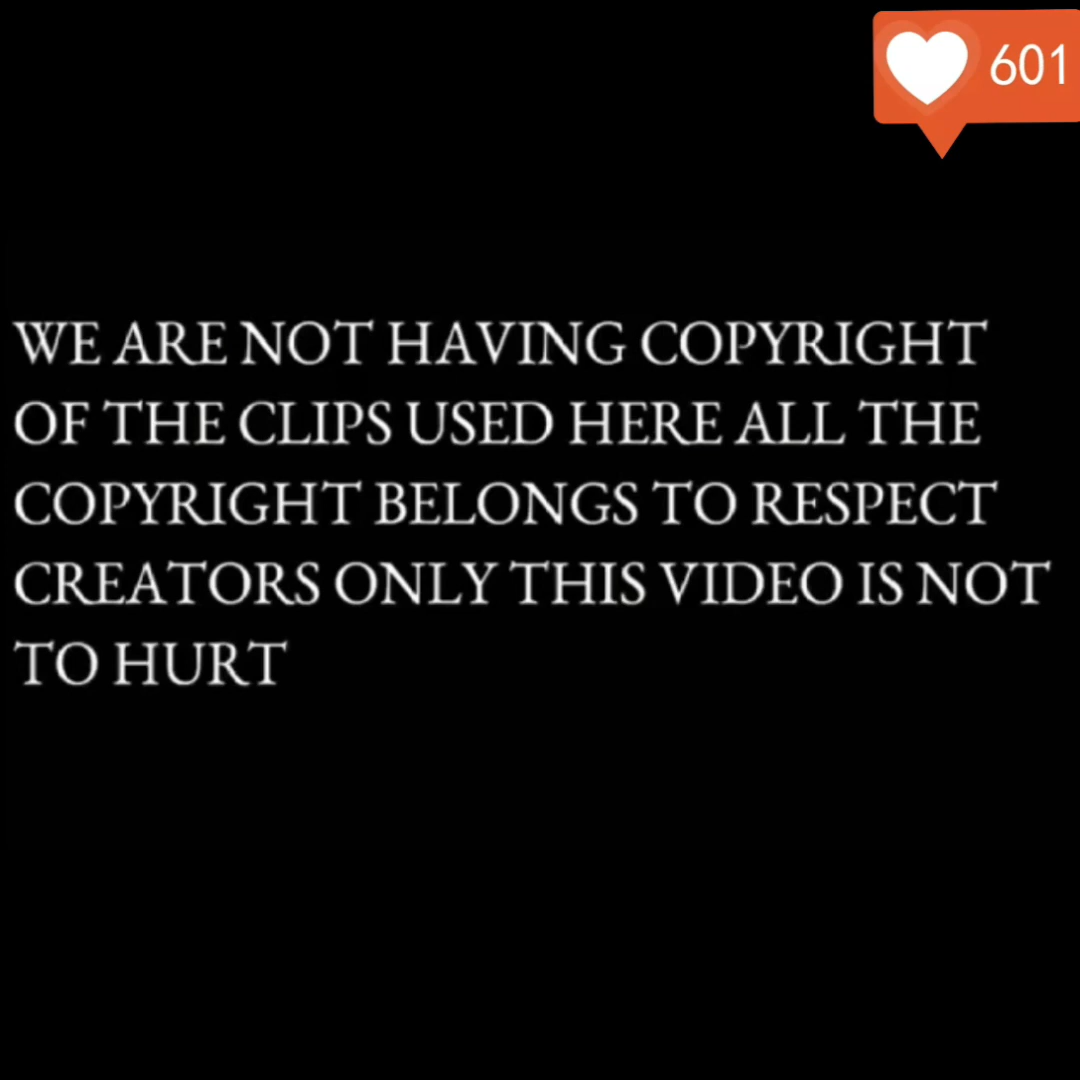 601
WE ARE NOT HAVING COPYRIGHT
OF THE CLIPS USED HERE ALL THE
COPYRIGHT BELONGS TO RESPECT
CREATORS ONLY THIS VIDEO IS NOT
TO HURT